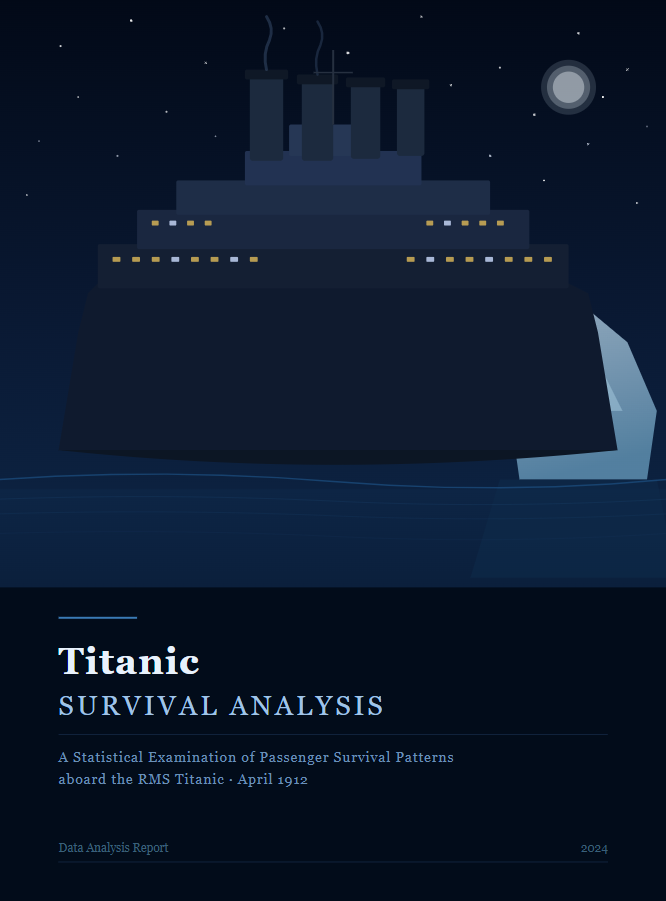 Titanic
SURVIVAL ANALYSIS
A Statistical Examination of Passenger Survival Patterns
aboard the RMS Titanic · April 1912
Data Analysis Report
2024